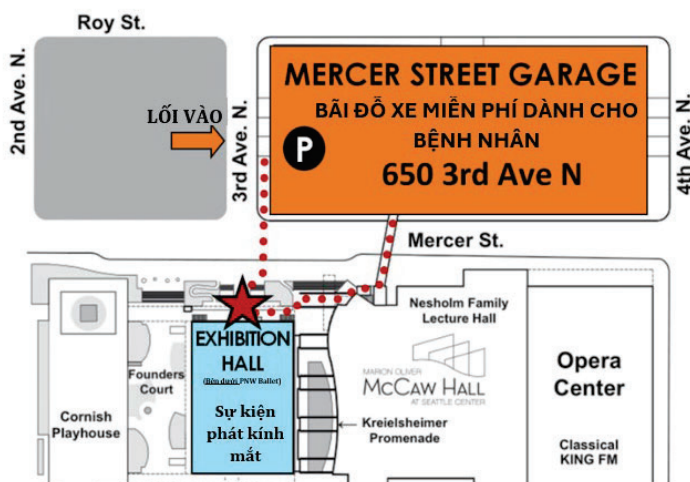 Roy St.
2nd Ave. N.
LỐI VÀO
3rd Ave. N.
MERCER STREET GARAGE
BÃI ĐỖ XE MIỄN PHÍ DÀNH CHO
BỆNH NHÂN
P
650 3rd Ave N
4th Ave. N.
Mercer St.
EXHIBITION
HALL
(Bên dưới PNW Ballet)
Sự kiện
phát kính
mắt
Founders
Court
Cornish
Playhouse
Nesholm Family
Lecture Hall
MARION OLIVER
McCAW HALL
AT SEATTLE CENTER
Kreielsheimer
Promenade
Opera
Center
Classical
KING FM